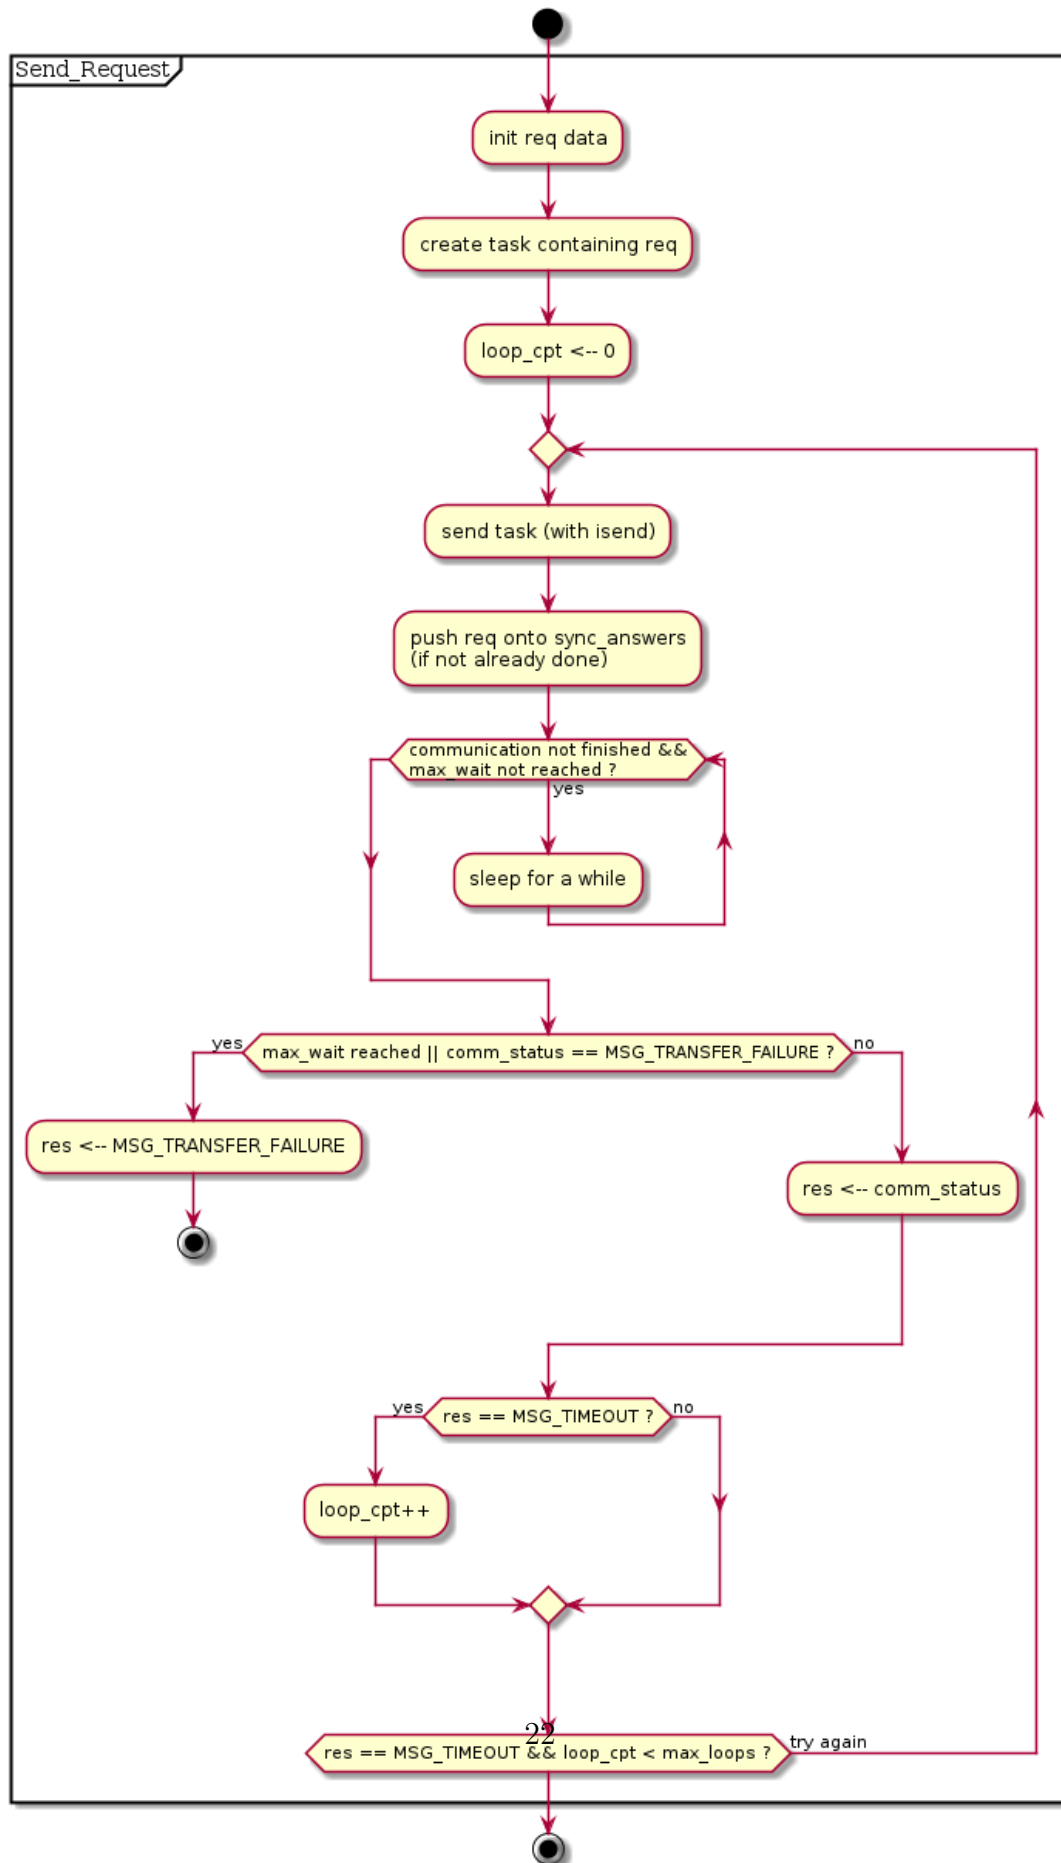 Send_Request
init req data
create task containing req
loop_cpt <-- 0
send task (with isend)
push req onto sync_answers
(if not already done)
communication not finished &&
max_wait not reached ?
yes
sleep for a while
yes
max_wait reached || comm_status == MSG_TRANSFER_FAILURE ?
no
res <-- MSG_TRANSFER_FAILURE
res <-- comm_status
yes
res == MSG_TIMEOUT ?
no
loop_cpt++
22
res == MSG_TIMEOUT && loop_cpt < max_loops ?
try again